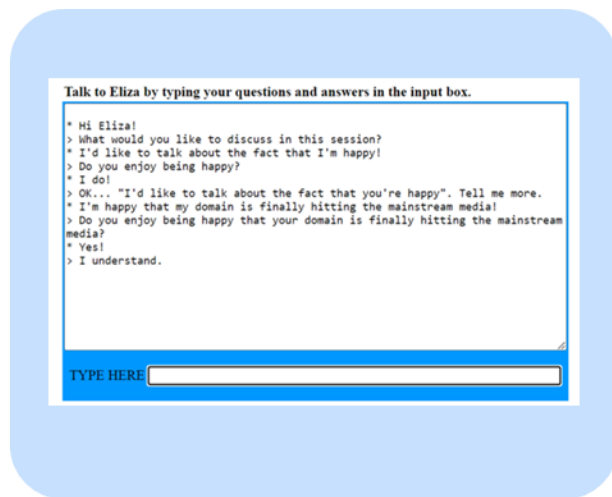 Talk to Eliza by typing your questions and answers in the input box.
* Hi Eliza!
> What would you like to discuss in this session?
* I'd like to talk about the fact that I'm happy!
> Do you enjoy being happy?
* I do!
> OK... "I'd like to talk about the fact that you're happy". Tell me more.
* I'm happy that my domain is finally hitting the mainstream media!
> Do you enjoy being happy that your domain is finally hitting the mainstream
media?
* Yes!
> I understand.
TYPE HERE